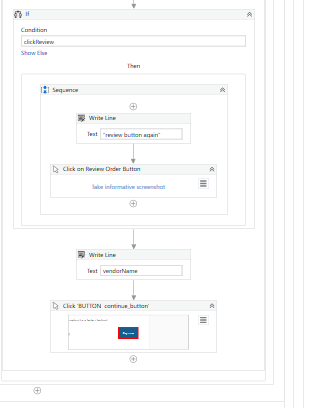 If
Condition
clickReview
Show Else
Then
Sequence
Write Line
Text "review button again"
Click on Review Order Button
Take informative screenshot
Write Line
Text vendorName
Click 'BUTTON continue_button'